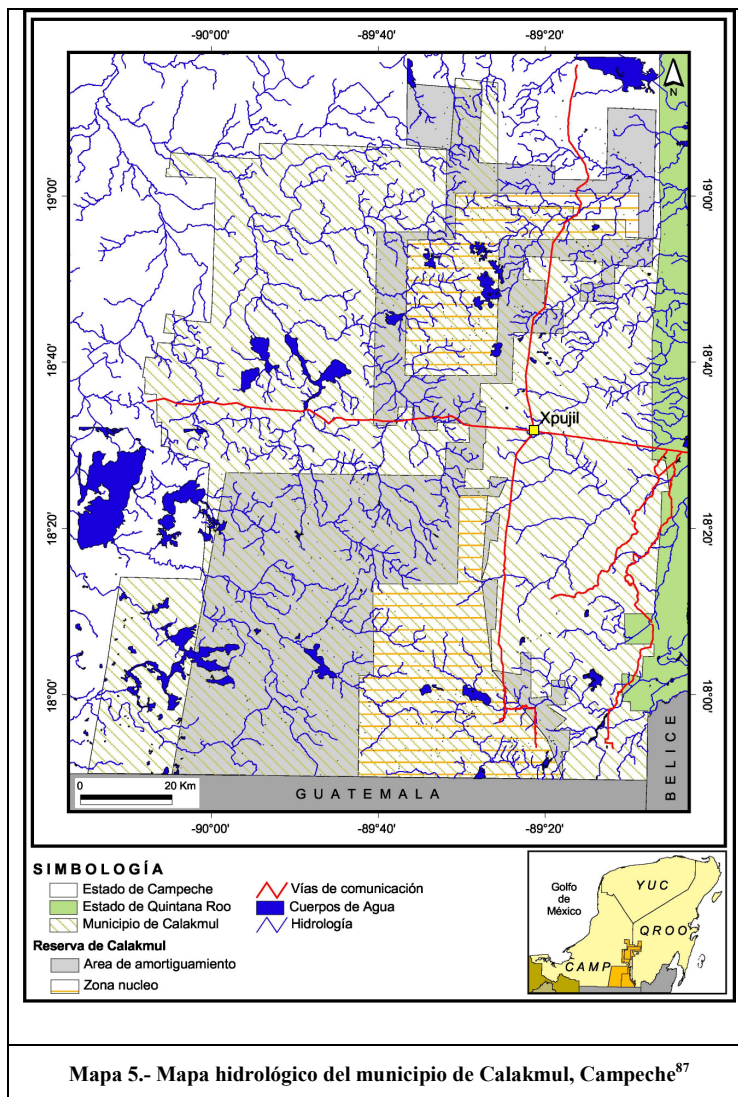 -90°00' -89°40' -89°20'
N
19°00' 19°00'
18°40' 18°40'
Xpujil
18°20' 18°20'
18°00' 18°00'
0 20 Km
GUATEMALA
BELICE
-90°00' -89°40' -89°20'
SIMBOLOGÍA
Estado de Campeche
Estado de Quintana Roo
Municipio de Calakmul
Reserva de Calakmul
Area de amortiguamiento
Zona nucleo
Vías de comunicación
Cuerpos de Agua
Hidrología
Golfo
de
México
YUC
QROO
CAMP
Mapa 5.- Mapa hidrológico del municipio de Calakmul, Campeche87